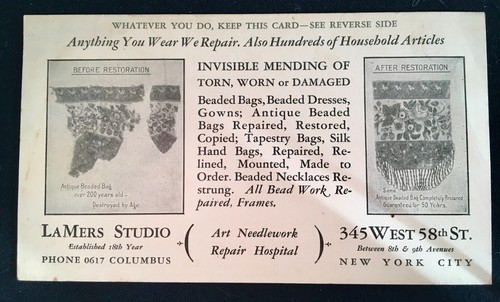 WHATEVER YOU DO, KEEP THIS CARD—SEE REVERSE SIDE
Anything You Wear We Repair. Also Hundreds of Household Articles
BEFORE RESTORATION
Antique Beaded Bag
over 200 years old -
Destroyed by Age
INVISIBLE MENDING OF
TORN, WORN or DAMAGED
Beaded Bags, Beaded Dresses,
Gowns; Antique Beaded
Bags Repaired, Restored,
Copied; Tapestry Bags, Silk
Hand Bags, Repaired, Re-
lined, Mounted, Made to
Order. Beaded Necklaces Re-
strung. All Bead Work Re-
paired, Frames.
AFTER RESTORATION
Same
Antique Beaded Bag Completely Restored
Guaranteed for 50 Years.
LAMERS STUDIO
Established 18th Year
PHONE 0617 COLUMBUS
Art Needlework
Repair Hospital
345 WEST 58th ST.
Between 8th & 9th Avenues
NEW YORK CITY